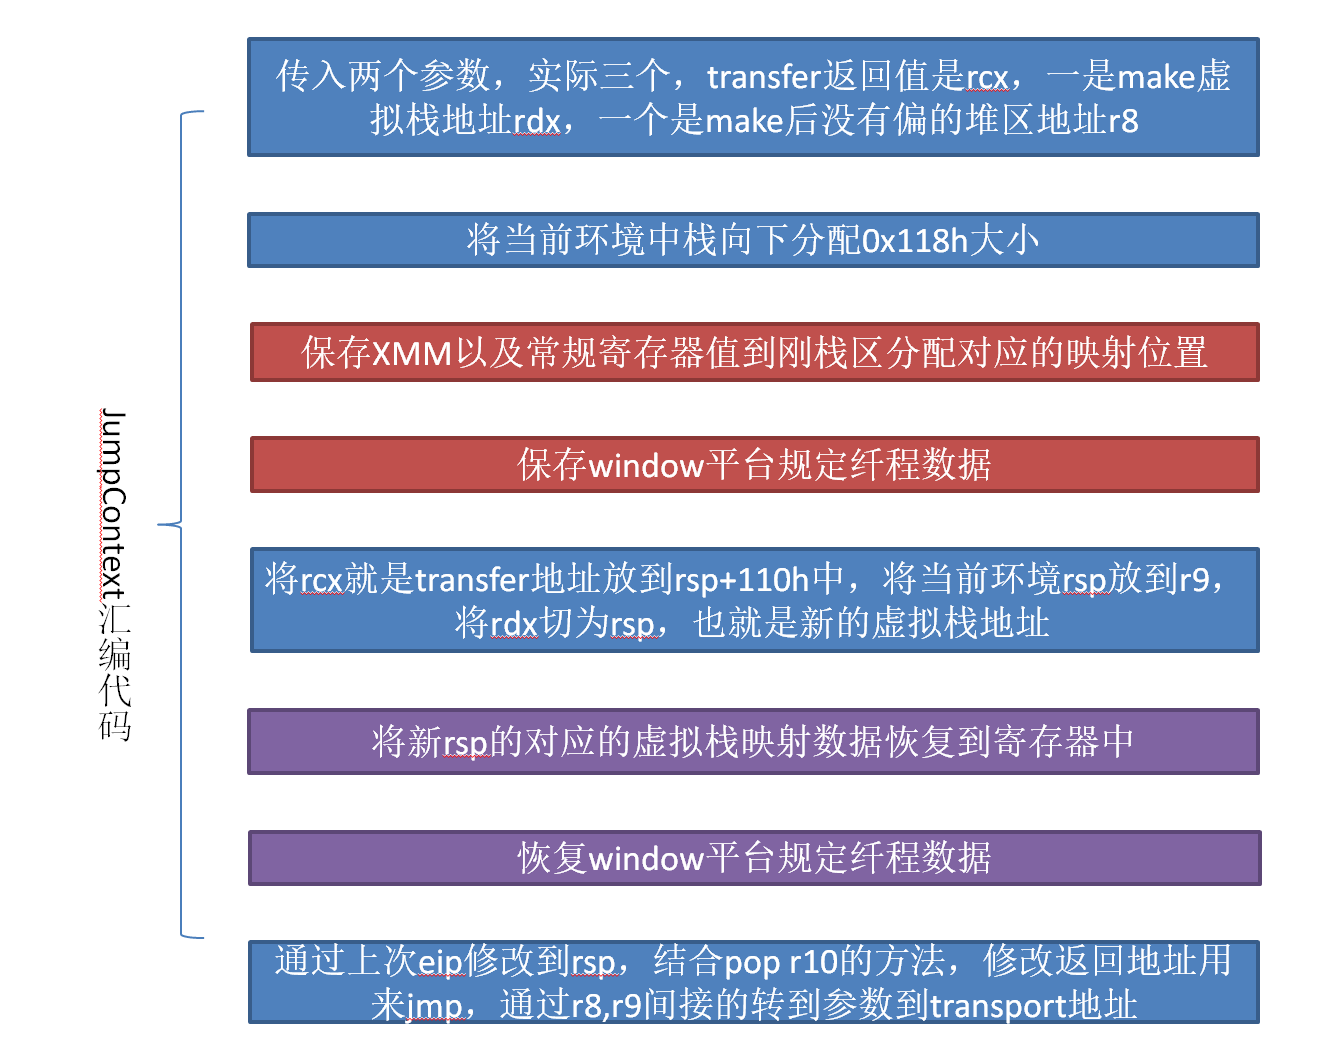 传入两个参数，实际三个，transfer返回值是rcx，一是make虚
拟栈地址rdx，一个是make后没有偏的堆区地址r8
将当前环境中栈向下分配0x118h大小
保存XMM以及常规寄存器值到刚栈区分配对应的映射位置
保存window平台规定纤程数据
JumpContext汇编代码
将rcx就是transfer地址放到rsp+110h中，将当前环境rsp放到r9，
将rdx切为rsp，也就是新的虚拟栈地址
将新rsp的对应的虚拟栈映射数据恢复到寄存器中
恢复window平台规定纤程数据
通过上次eip修改到rsp，结合pop r10的方法，修改返回地址用
来jmp，通过r8,r9间接的转到参数到transport地址